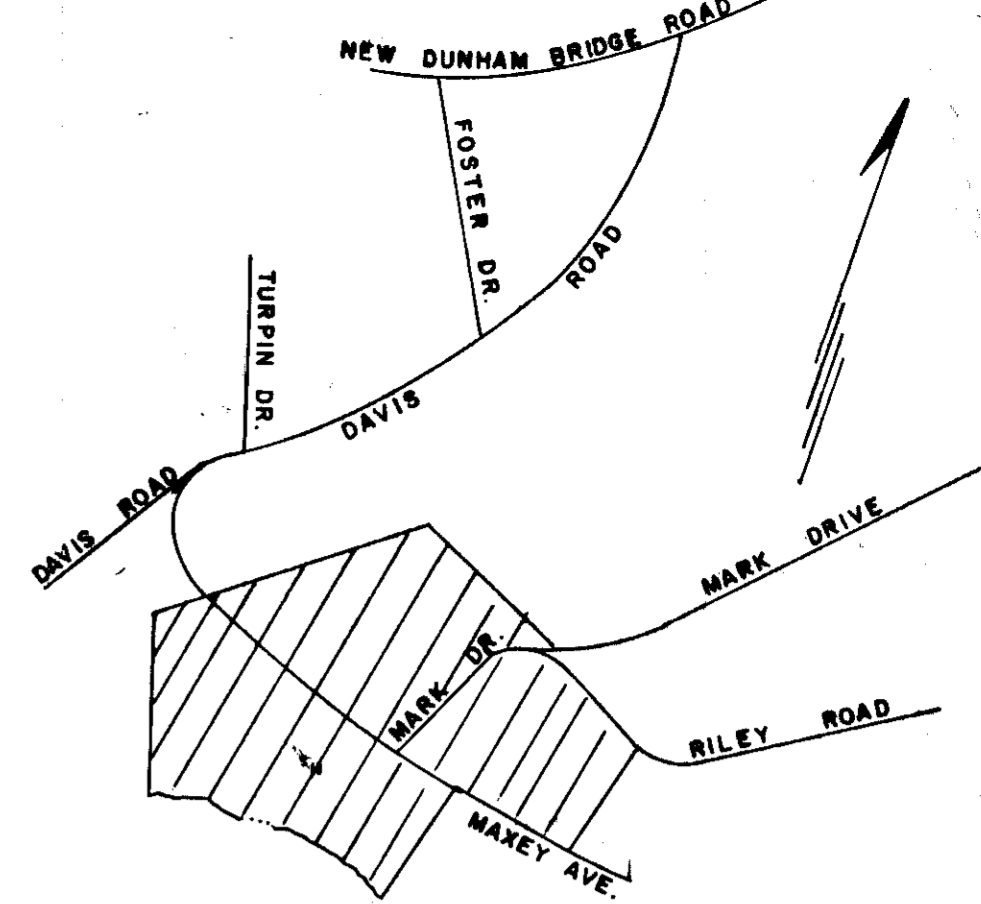 NEW DUNHAM BRIDGE ROAD
FOSTER DR.
ROAD
TURPIN DR.
DAVIS
DAVIS ROAD
MARK DRIVE
MARK DR.
RILEY ROAD
MAXEY AVE.